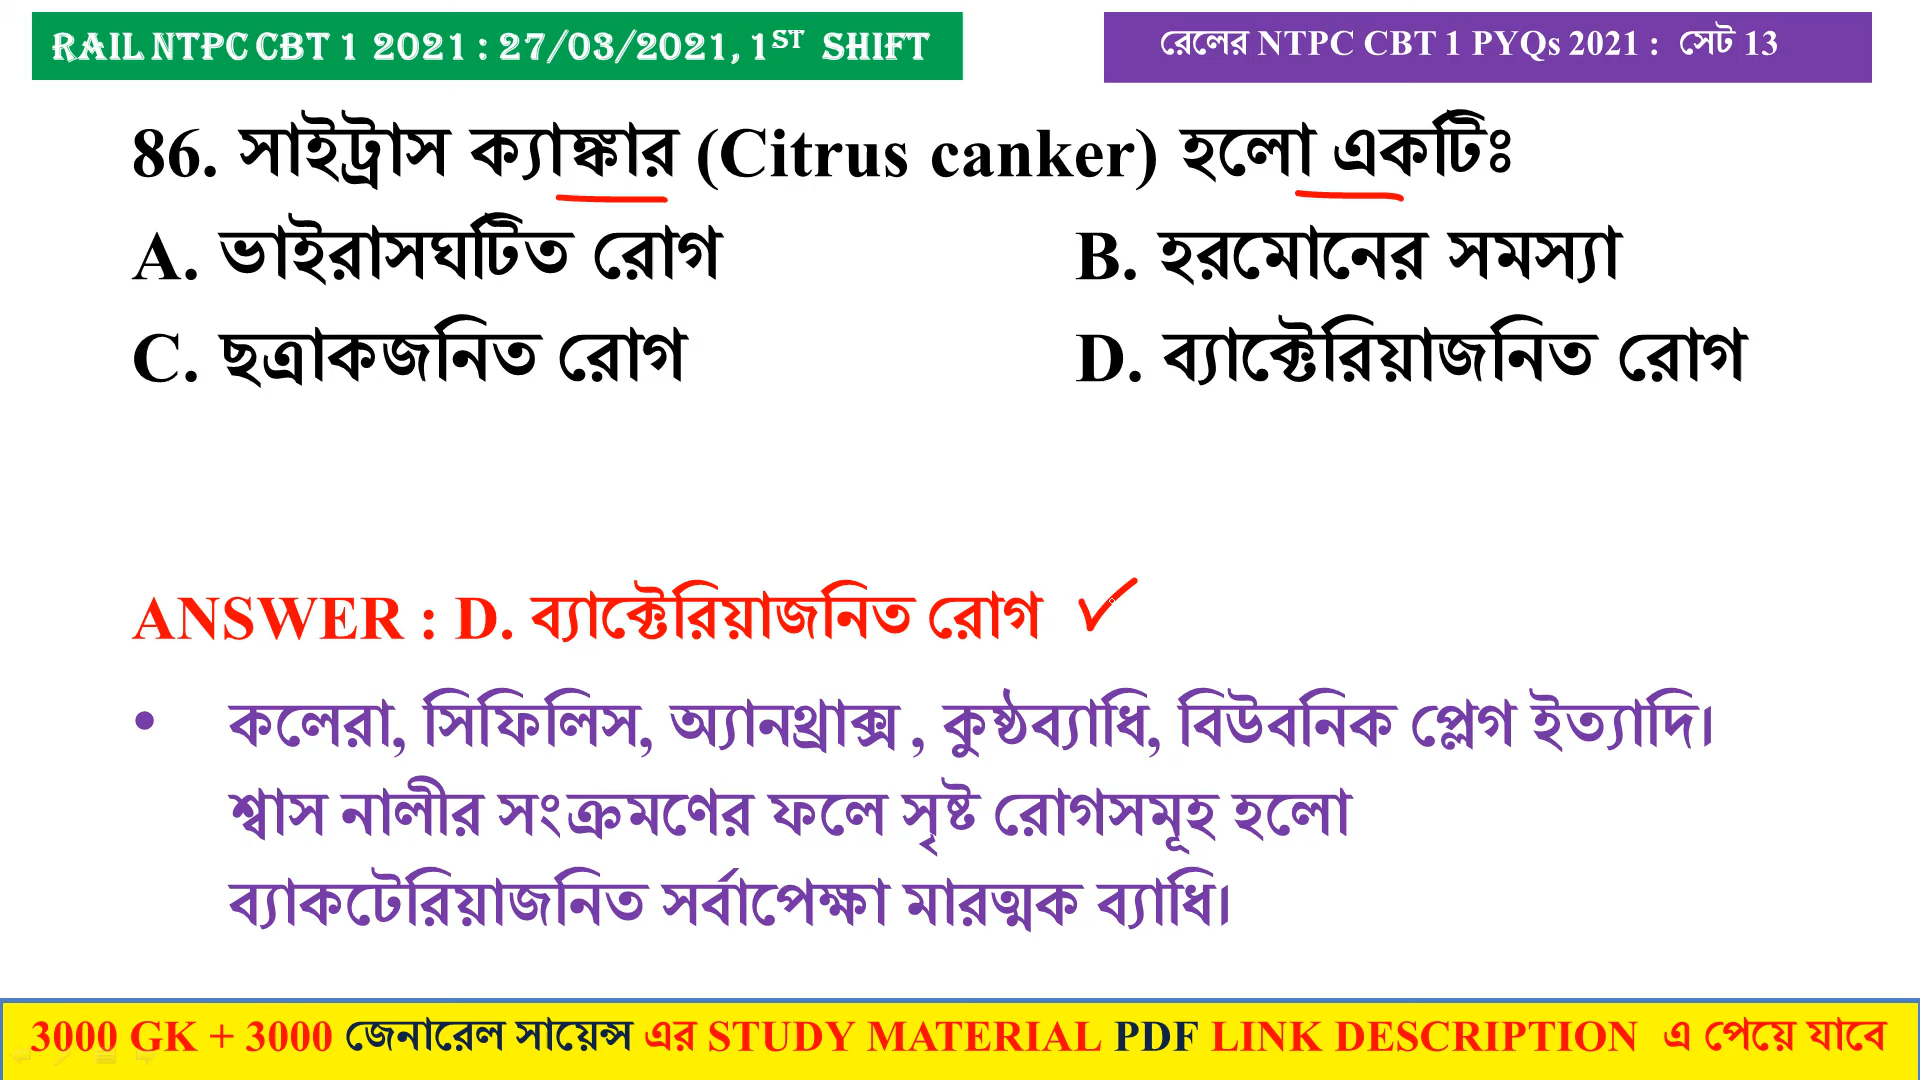 RAIL NTPC CBT 1 2021 : 27/03/2021, 1ST SHIFT
রেলের NTPC CBT 1 PYQs 2021 : সেট 13
86. সাইট্রাস ক্যাঙ্কার (Citrus canker) হলো একটিঃ
A. ভাইরাসঘটিত রোগ B. হরমোনের সমস্যা
C. ছত্রাকজনিত রোগ D. ব্যাক্টেরিয়াজনিত রোগ
ANSWER : D. ব্যাক্টেরিয়াজনিত রোগ
• কলেরা, সিফিলিস, অ্যানথ্রাক্স , কুষ্ঠব্যাধি, বিউবনিক প্লেগ ইত্যাদি।
শ্বাস নালীর সংক্রমণের ফলে সৃষ্ট রোগসমূহ হলো
ব্যাকটেরিয়াজনিত সর্বাপেক্ষা মারত্মক ব্যাধি।
3000 GK + 3000 জেনারেল সায়েন্স এর STUDY MATERIAL PDF LINK DESCRIPTION এ পেয়ে যাবে